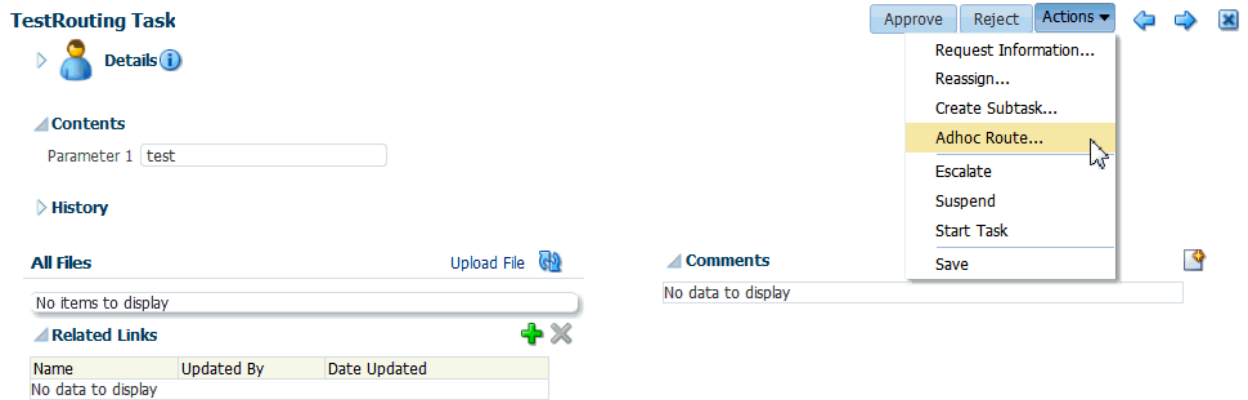 TestRouting Task
Approve Reject Actions
Details
Request Information...
Reassign...
Create Subtask...
Adhoc Route...
Escalate
Suspend
Start Task
Save
Contents
Parameter 1 test
History
All Files Upload File
No items to display
Related Links
Name Updated By Date Updated
No data to display
Comments
No data to display